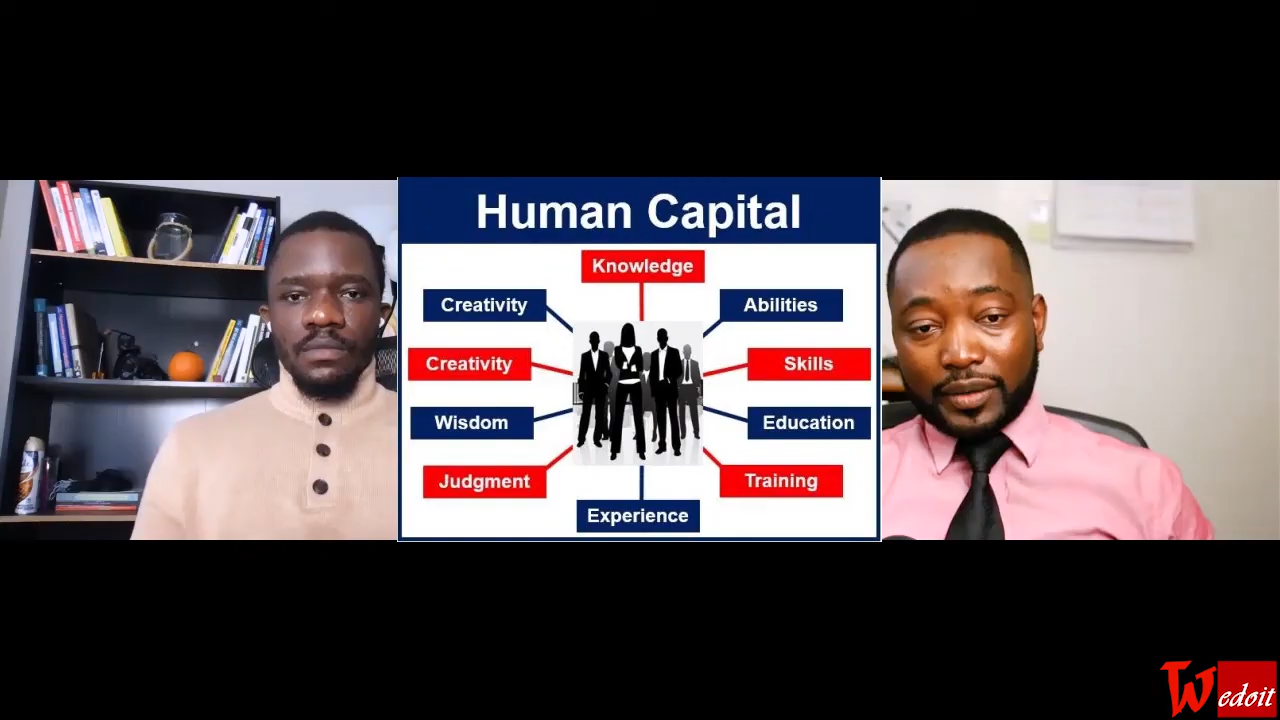 Human Capital
Knowledge
Creativity
Abilities
Creativity
Skills
Wisdom
Education
Judgment
Training
Experience
Wedoit